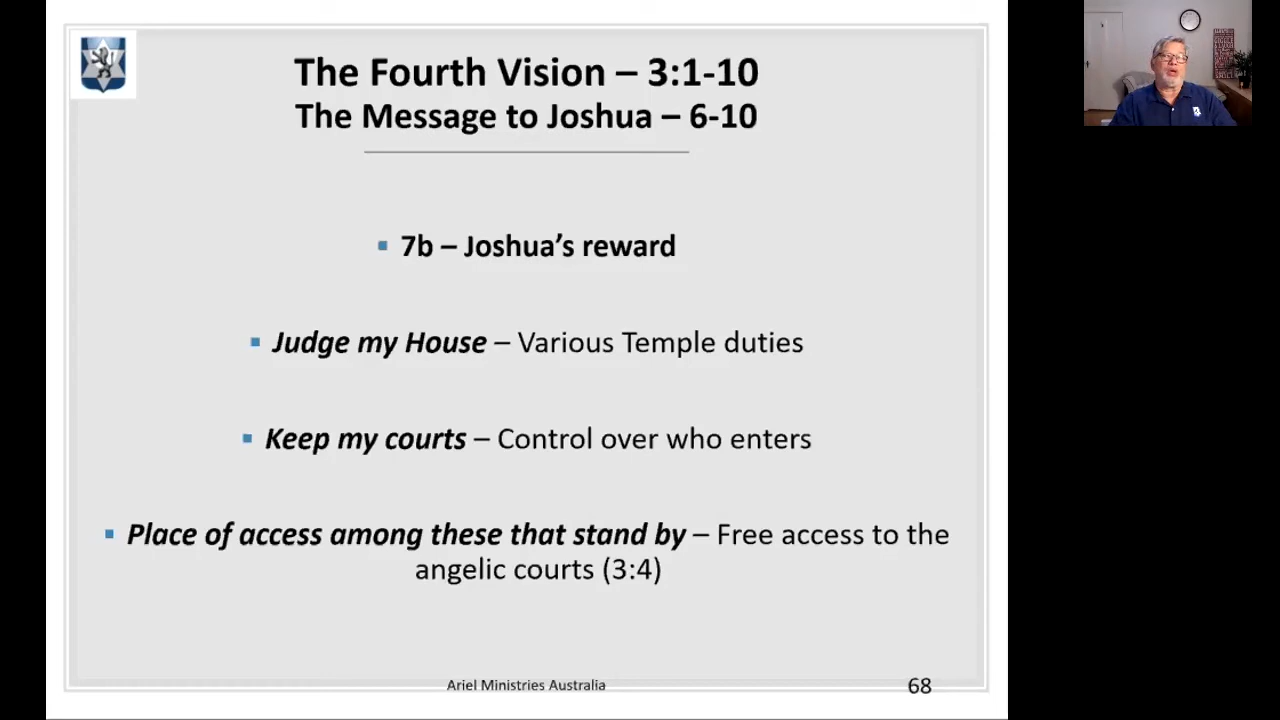 The Fourth Vision – 3:1-10
The Message to Joshua – 6-10
▪ 7b – Joshua’s reward
▪ Judge my House – Various Temple duties
▪ Keep my courts – Control over who enters
▪ Place of access among these that stand by – Free access to the
angelic courts (3:4)
Ariel Ministries Australia
68